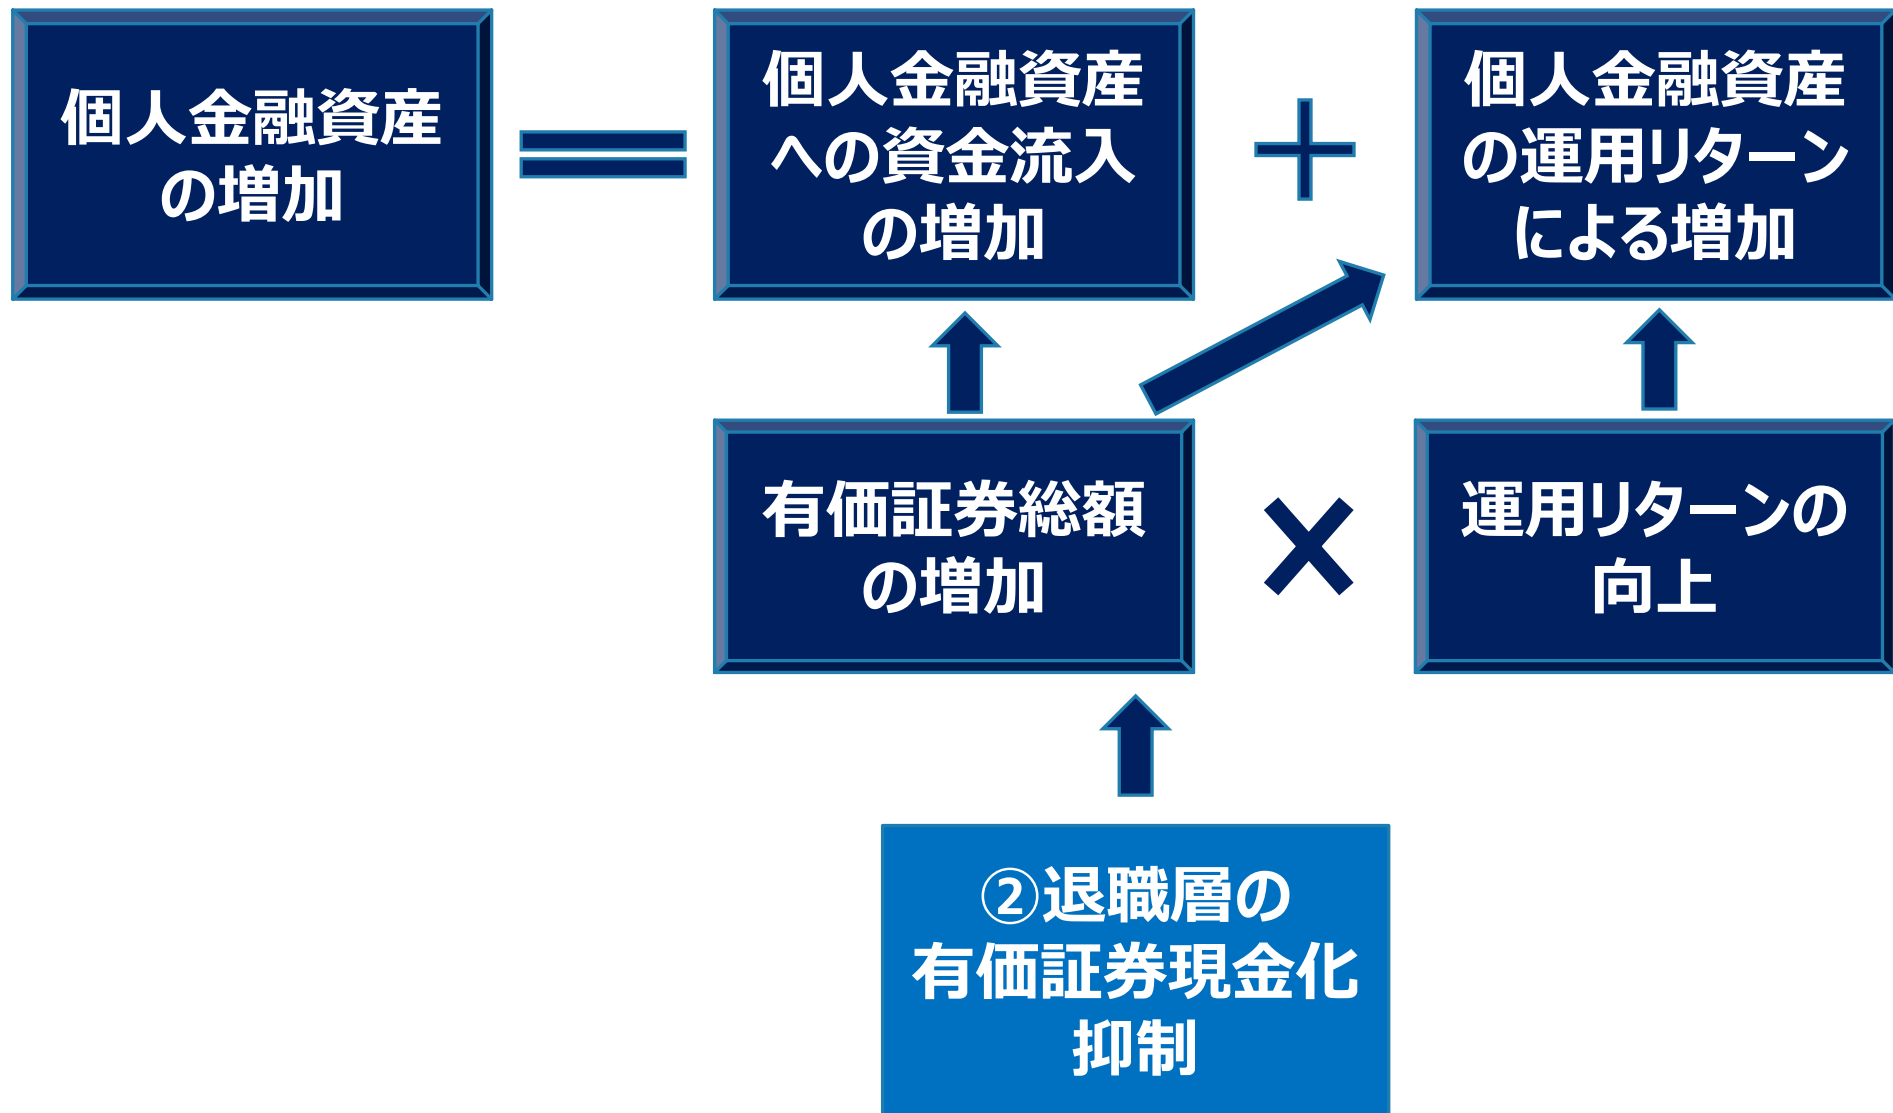 個人金融資産
の増加
個人金融資産
への資金流入
の増加
個人金融資産
の運用リターン
による増加
有価証券総額
の増加
運用リターンの
向上
②退職層の
有価証券現金化
抑制